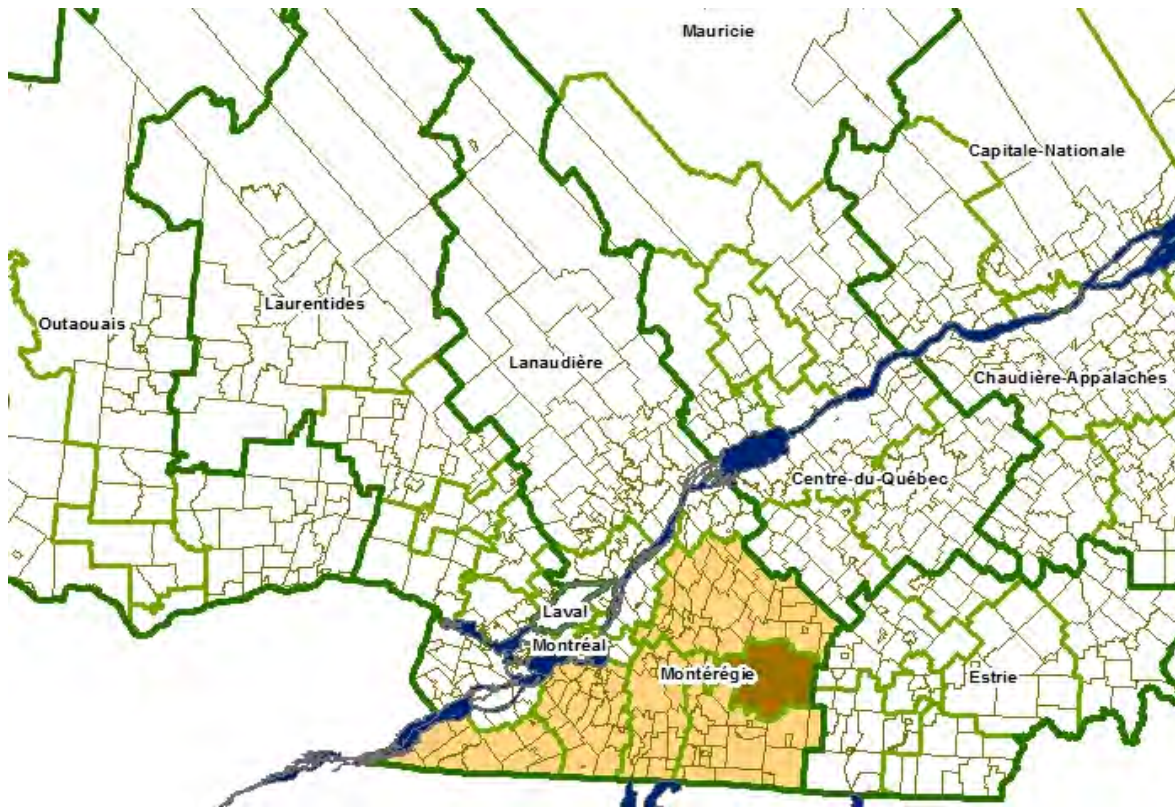 Mauricie
Capitale-Nationale
Laurentides
Outaouais
Lanaudière
Chaudière-Appalaches
Centre-du-Québec
Laval
Montréal
Montérégie
Estrie